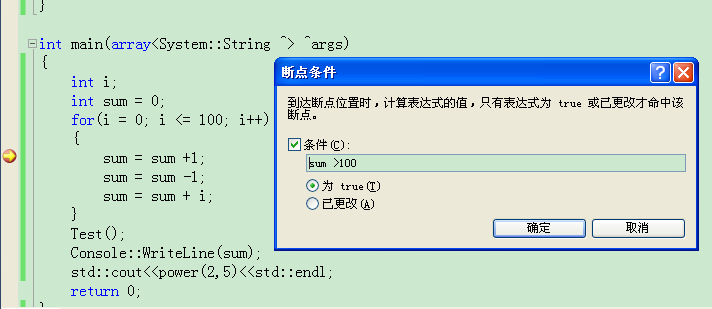 }
int main(array<System::String ^> ^args)
{
int i;
int sum = 0;
for(i = 0; i <= 100; i++)
{
sum = sum +1;
sum = sum -1;
sum = sum + i;
}
Test();
Console::WriteLine(sum);
std::cout<<power(2,5)<<std::endl;
return 0;
断点条件
到达断点位置时，计算表达式的值，只有表达式为 true 或已更改才命中该
断点。
条件(C):
sum >100
为 true(T)
已更改(A)
确定
取消